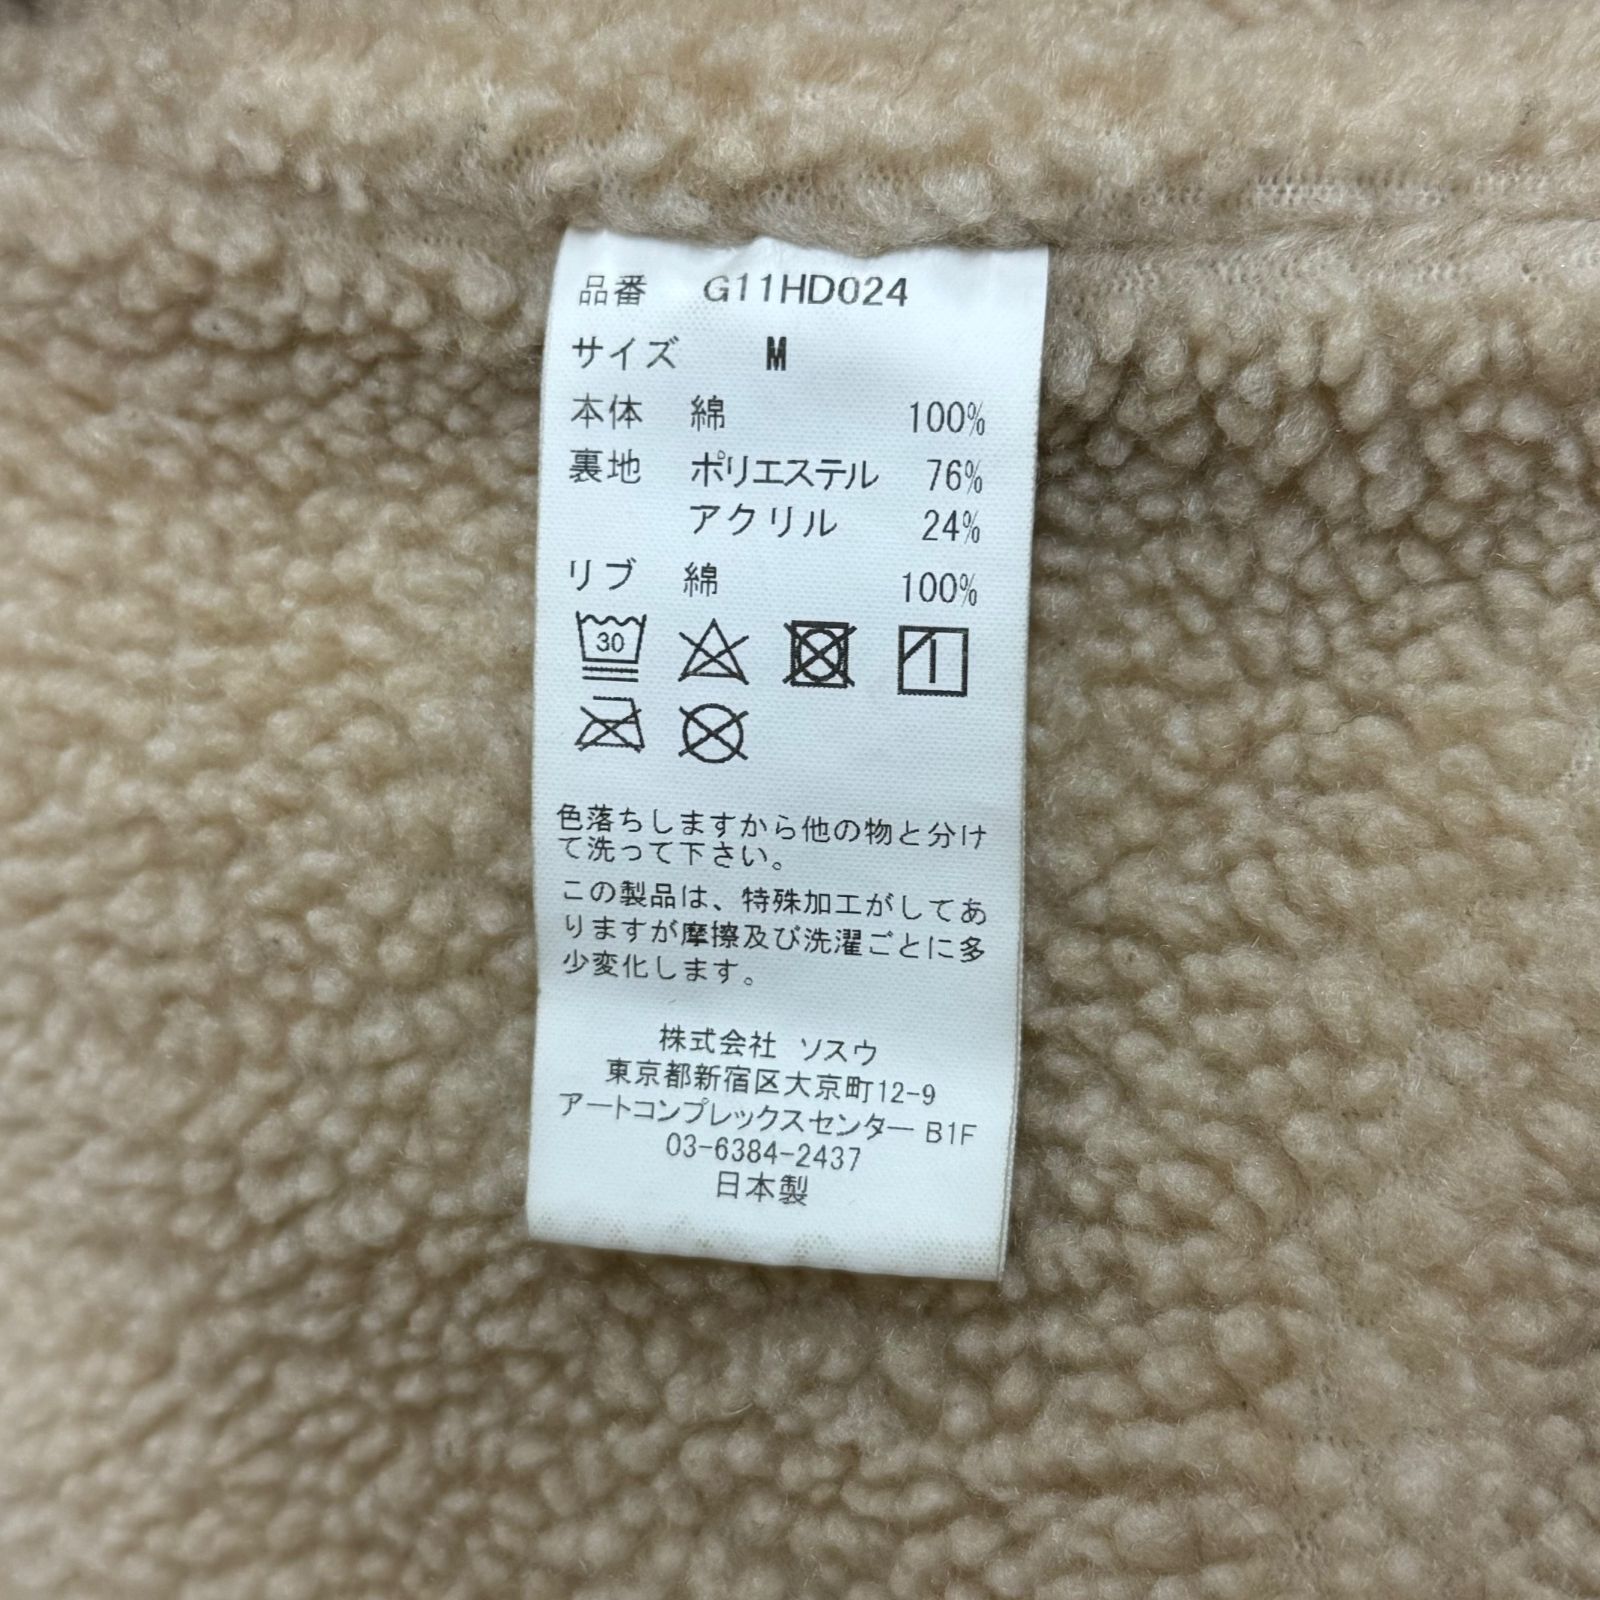 品番 G11HD024
サイズ M
本体 綿 100%
裏地 ポリエステル 76%
アクリル 24%
リブ 綿 100%
30
色落ちしますから他の物と分け
て洗って下さい。
この製品は、特殊加工がしてあ
りますが摩擦及び洗濯ごとに多
少変化します。
株式会社 ソスウ
東京都新宿区大京町12-9
アートコンプレックスセンター B1F
03-6384-2437
日本製